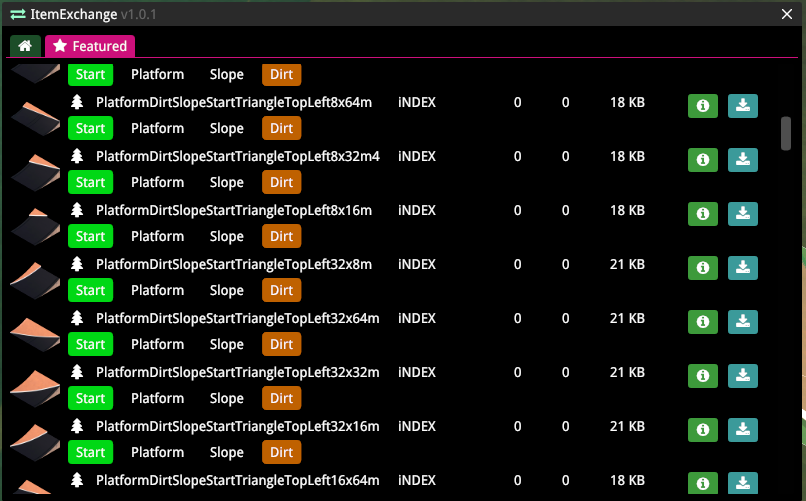 ItemExchange v1.0.1
Featured
Start Platform Slope Dirt
PlatformDirtSlopeStartTriangleTopLeft8x64m iNDEX 0 0 18 KB
Start Platform Slope Dirt
PlatformDirtSlopeStartTriangleTopLeft8x32m4 iNDEX 0 0 18 KB
Start Platform Slope Dirt
PlatformDirtSlopeStartTriangleTopLeft8x16m iNDEX 0 0 18 KB
Start Platform Slope Dirt
PlatformDirtSlopeStartTriangleTopLeft32x8m iNDEX 0 0 21 KB
Start Platform Slope Dirt
PlatformDirtSlopeStartTriangleTopLeft32x64m iNDEX 0 0 21 KB
Start Platform Slope Dirt
PlatformDirtSlopeStartTriangleTopLeft32x32m iNDEX 0 0 21 KB
Start Platform Slope Dirt
PlatformDirtSlopeStartTriangleTopLeft32x16m iNDEX 0 0 21 KB
Start Platform Slope Dirt
PlatformDirtSlopeStartTriangleTopLeft16x64m iNDEX 0 0 18 KB